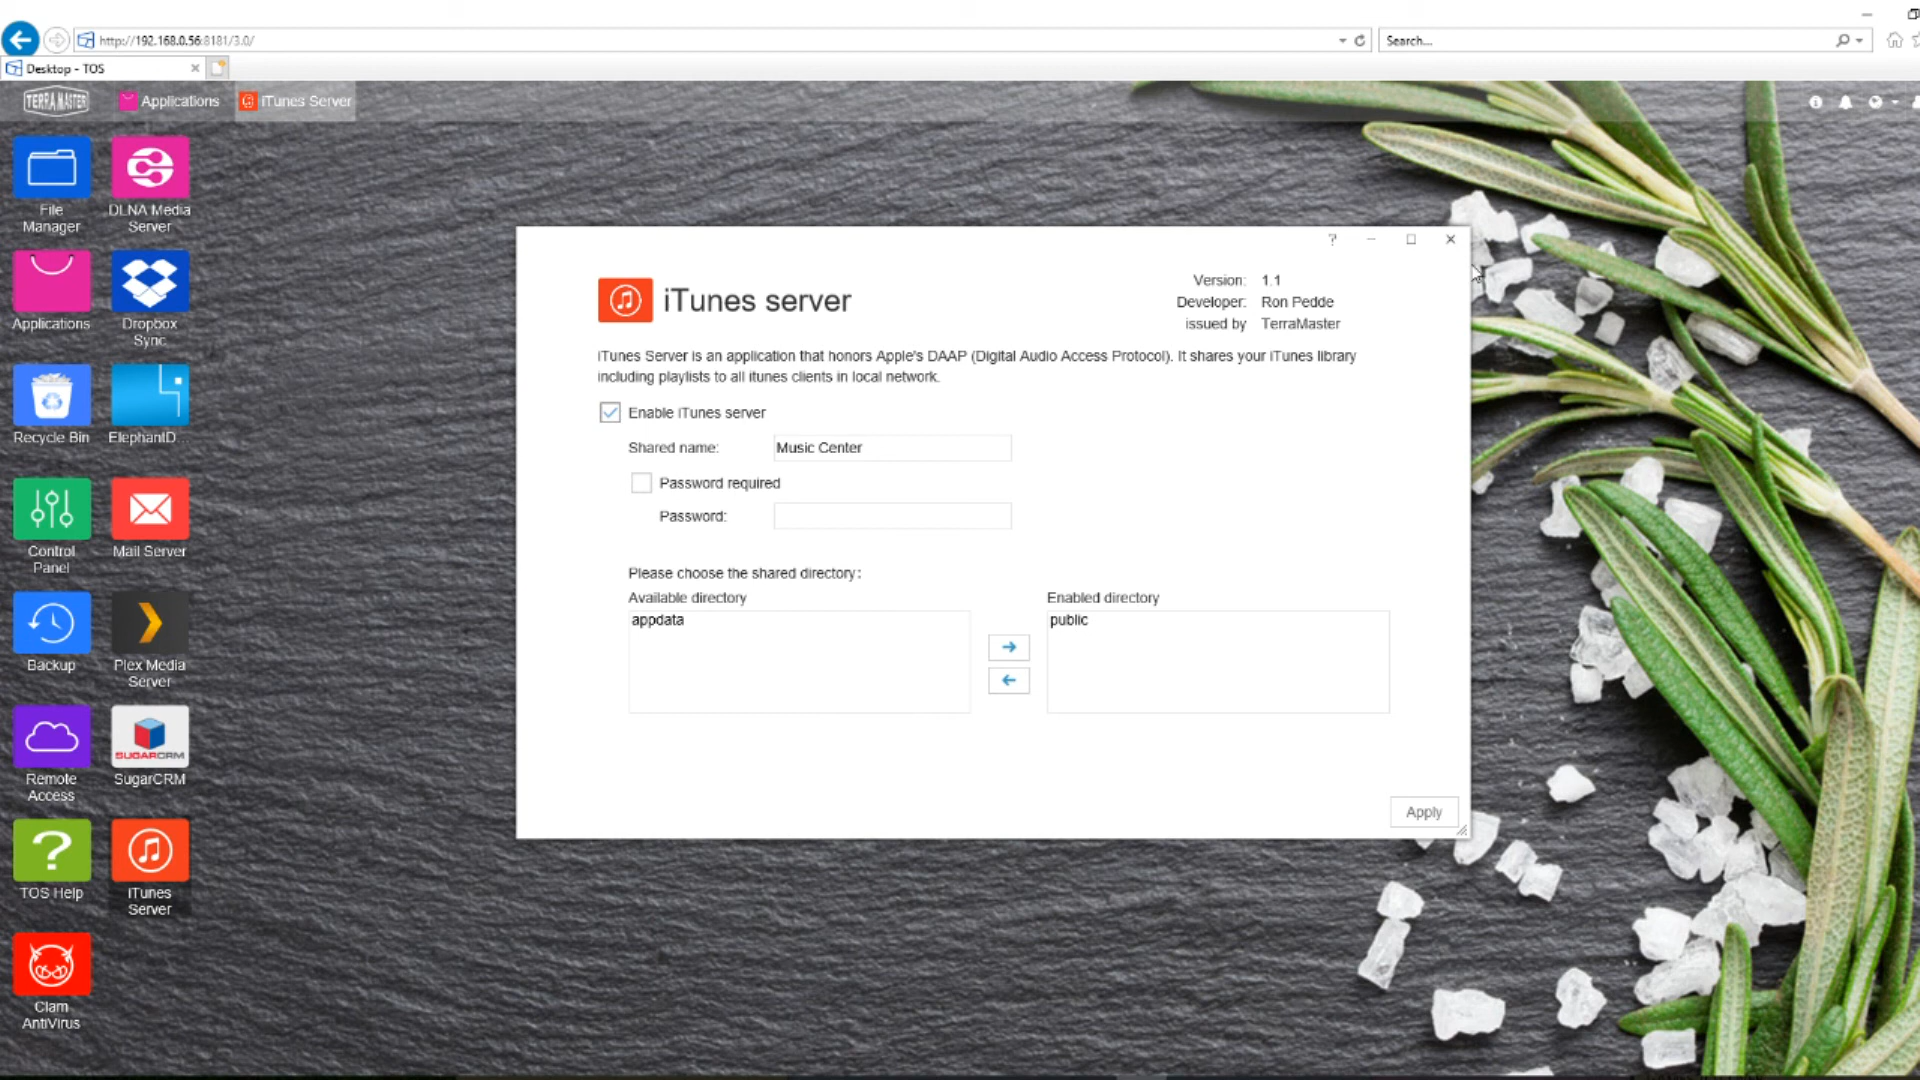 http://192.168.0.56:8181/3.0/
Search...
Desktop - TOS
TERRA MASTER
Applications
iTunes Server
File Manager
DLNA Media Server
Applications
Dropbox Sync
Recycle Bin
ElephantD...
Control Panel
Mail Server
Backup
Plex Media Server
Remote Access
SUGARCRM
SugarCRM
TOS Help
iTunes Server
Clam AntiVirus
iTunes server
Version: 1.1
Developer: Ron Pedde
issued by TerraMaster
iTunes Server is an application that honors Apple's DAAP (Digital Audio Access Protocol). It shares your iTunes library
including playlists to all itunes clients in local network.
Enable iTunes server
Shared name: Music Center
Password required
Password:
Please choose the shared directory:
Available directory
Enabled directory
appdata
public
Apply